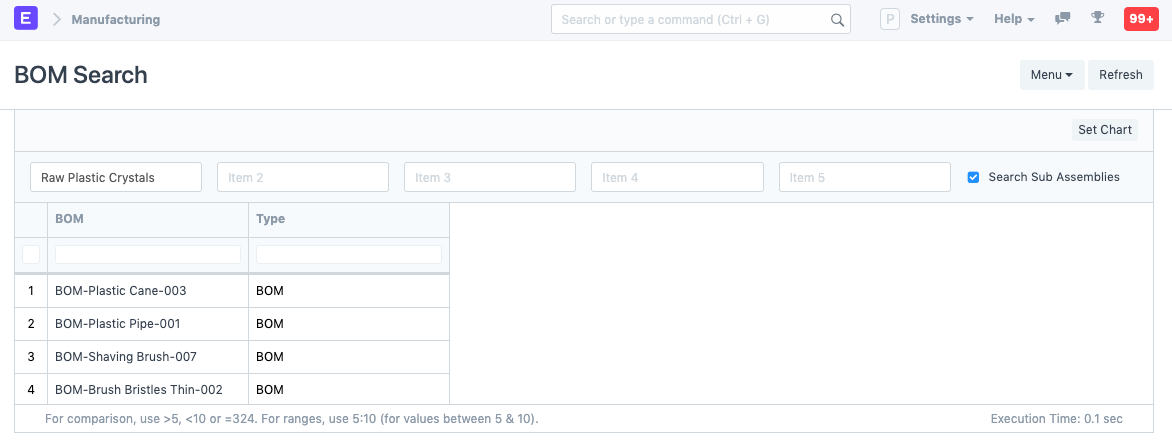 E Manufacturing Search or type a command (Ctrl + G) P Settings Help 99+
BOM Search Menu Refresh
Set Chart
Raw Plastic Crystals Item 2 Item 3 Item 4 Item 5 Search Sub Assemblies
BOM Type
1 BOM-Plastic Cane-003 BOM
2 BOM-Plastic Pipe-001 BOM
3 BOM-Shaving Brush-007 BOM
4 BOM-Brush Bristles Thin-002 BOM
For comparison, use >5, <10 or =324. For ranges, use 5:10 (for values between 5 & 10). Execution Time: 0.1 sec